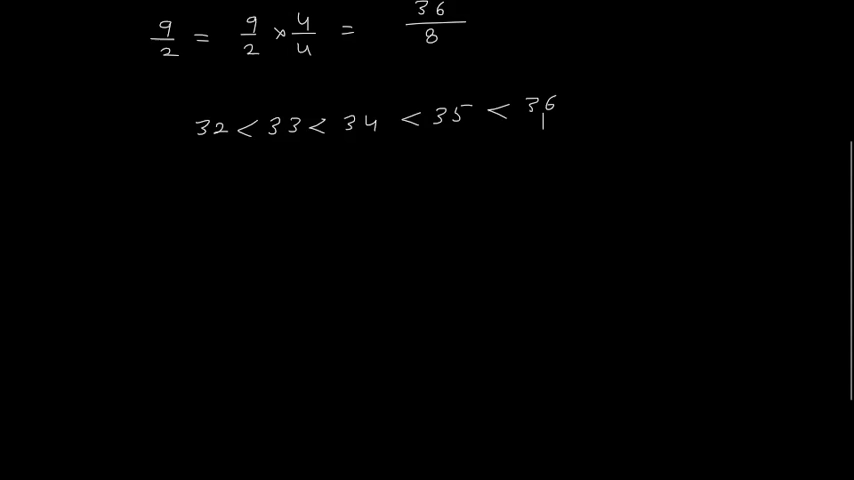 9/2 = 9/2 × 4/4 = 36/8
32 < 33 < 34 < 35 < 36